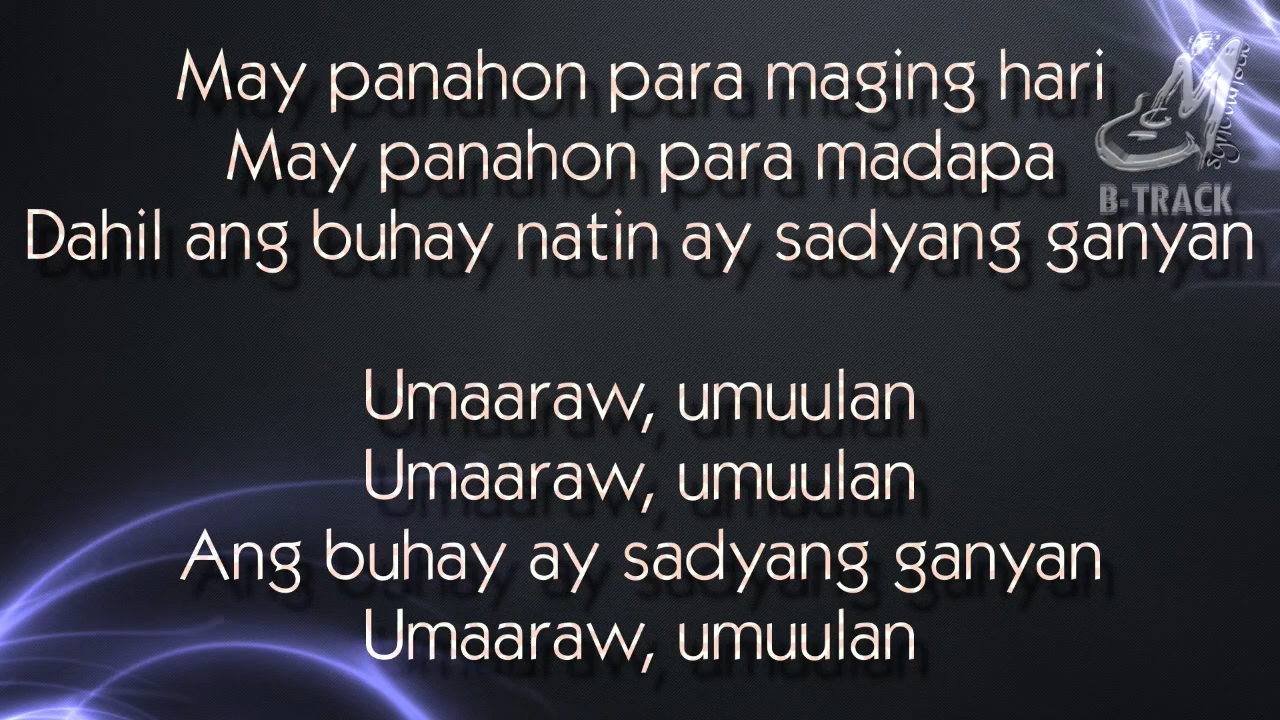 May panahon para maging hari
May panahon para madapa
Dahil ang buhay natin ay sadyang ganyan
Umaaraw, umuulan
Umaaraw, umuulan
Ang buhay ay sadyang ganyan
Umaaraw, umuulan
B-TRACK